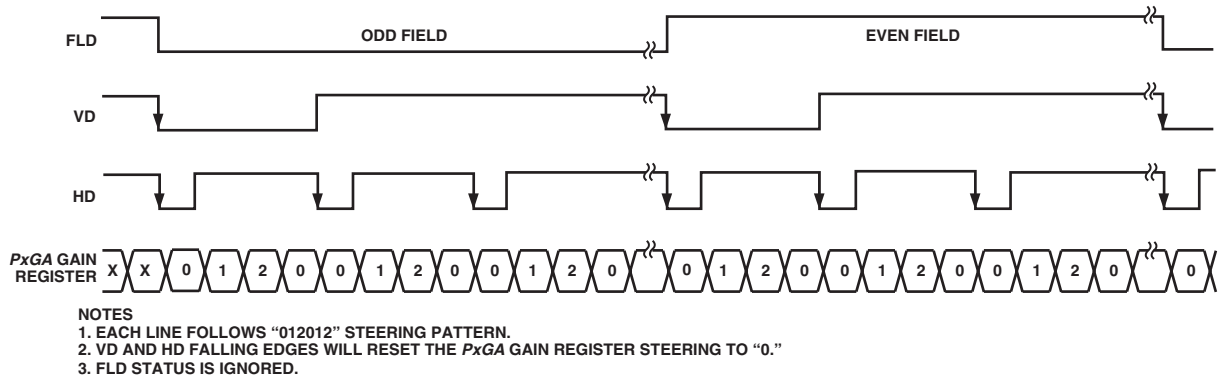 FLD
ODD FIELD
EVEN FIELD
VD
HD
PxGA GAIN
REGISTER
X X 0 1 2 0 0 1 2 0 0 1 2 0 0 1 2 0 0 1 2 0 0 1 2 0 0
NOTES
1. EACH LINE FOLLOWS “012012” STEERING PATTERN.
2. VD AND HD FALLING EDGES WILL RESET THE PxGA GAIN REGISTER STEERING TO “0.”
3. FLD STATUS IS IGNORED.